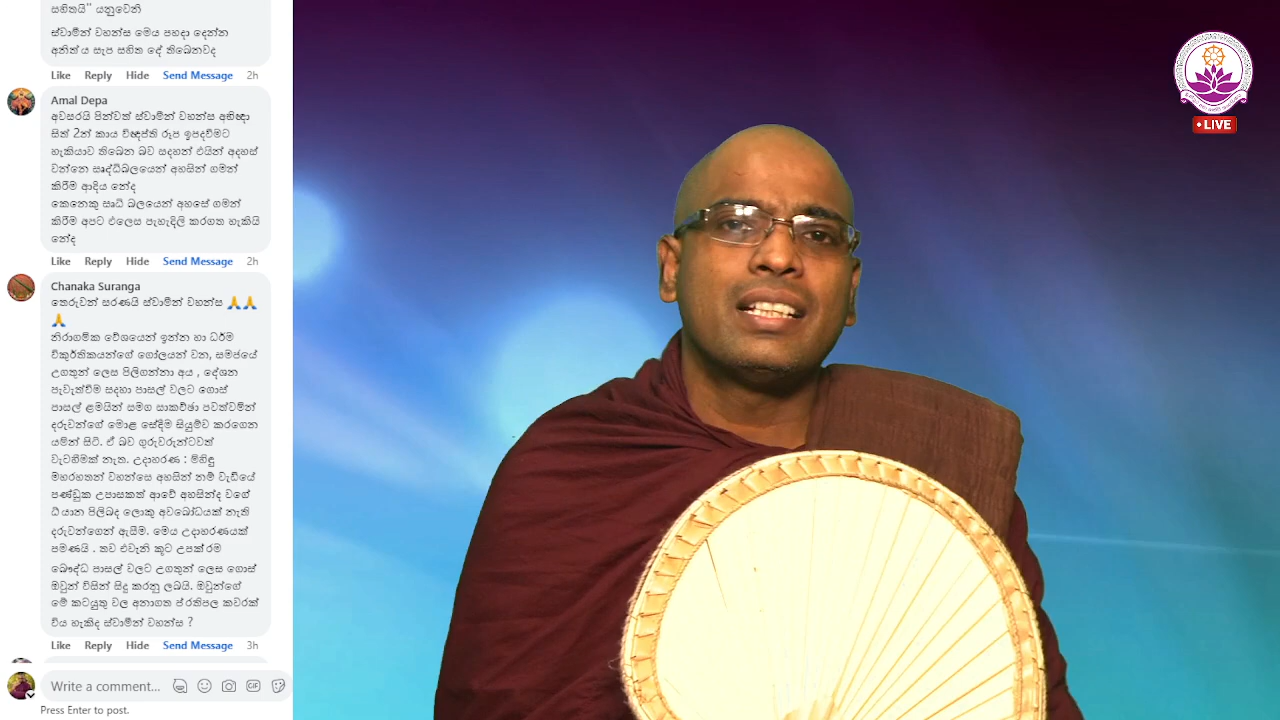 සහිතයි" යනුවෙනි
ස්වාමීන් වහන්ස මෙය පහදා දෙන්න
අනිත්‍ය සැප සහිත දේ තිබෙනවද
Like Reply Hide Send Message 2h
Amal Depa
අවසරයි පින්වත් ස්වාමීන් වහන්ස අභිඥා
සිත් 2න් කාය විඥප්ති රූප ඉපදවීමට
හැකියාව තිබෙන බව සදහන් එයින් අදහස්
වන්නෙ ඍද්ධිබලයෙන් අහසින් ගමන්
කිරීම ආදිය නේද
කෙනෙකු ඍධි බලයෙන් අහසේ ගමන්
කිරීම අපට එලෙස පැහැදිලි කරගත හැකියි
නේද
Like Reply Hide Send Message 2h
Chanaka Suranga
තෙරුවන් සරණයි ස්වාමීන් වහන්ස 🙏🙏
🙏
නිරාගමික වේශයෙන් ඉන්න හා ධර්ම
විකුර්තිකයන්ගේ ගෝලයන් වන, සමජයේ
උගතුන් ලෙස පිලිගන්නා අය , දේශන
පැවැත්වීම සදහා පාසල් වලට ගොස්
පාසල් ළමයින් සමග සාකච්ඡා පවත්වමින්
දරුවන්ගේ මොළ සේදීම සියුම්ව කරගෙන
යමින් සිටී. ඒ බව ගුරුවරුන්ටවත්
වැටහීමක් නැත. උදාහරණ : මිහිඳු
මහරහතන් වහන්සෙ අහසින් නම් වැඩියේ
පණ්ඩුක උපාසකත් ආවේ අහසින්ද වගේ
ධ්‍යාන පිලිබද ලොකු අවබෝධයක් නැති
දරුවන්ගෙන් ඇසීම. මෙය උදාහරණයක්
පමණයි . තව එවැනි කූට උපක්‍රම
බෞද්ධ පාසල් වලට උගතුන් ලෙස ගොස්
ඔවුන් විසින් සිදු කරනු ලබයි. ඔවුන්ගේ
මේ කටයුතු වල අනාගත ප්‍රතිපල කවරක්
විය හැකිද ස්වාමීන් වහන්ස ?
Like Reply Hide Send Message 3h
Write a comment...
GIF
Press Enter to post.
LIVE